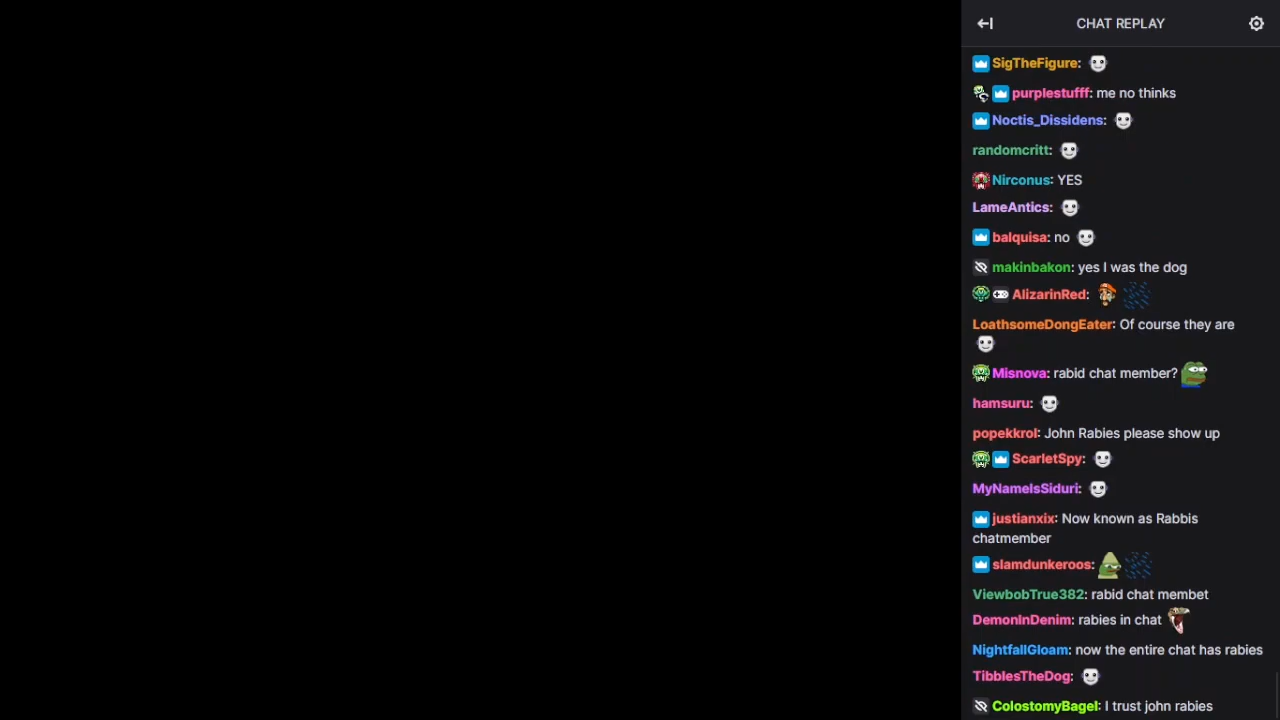 CHAT REPLAY
SigTheFigure:
purplestufff: me no thinks
Noctis_Dissidens:
randomcritt:
Nirconus: YES
LameAntics:
balquisa: no
makinbakon: yes I was the dog
AlizarinRed:
LoathsomeDongEater: Of course they are
Misnova: rabid chat member?
hamsuru:
popekkrol: John Rabies please show up
ScarletSpy:
MyNameIsSiduri:
justianxix: Now known as Rabbis
chatmember
slamdunkeroos:
ViewbobTrue382: rabid chat membet
DemonInDenim: rabies in chat
NightfallGloam: now the entire chat has rabies
TibblesTheDog:
ColostomyBagel: I trust john rabies